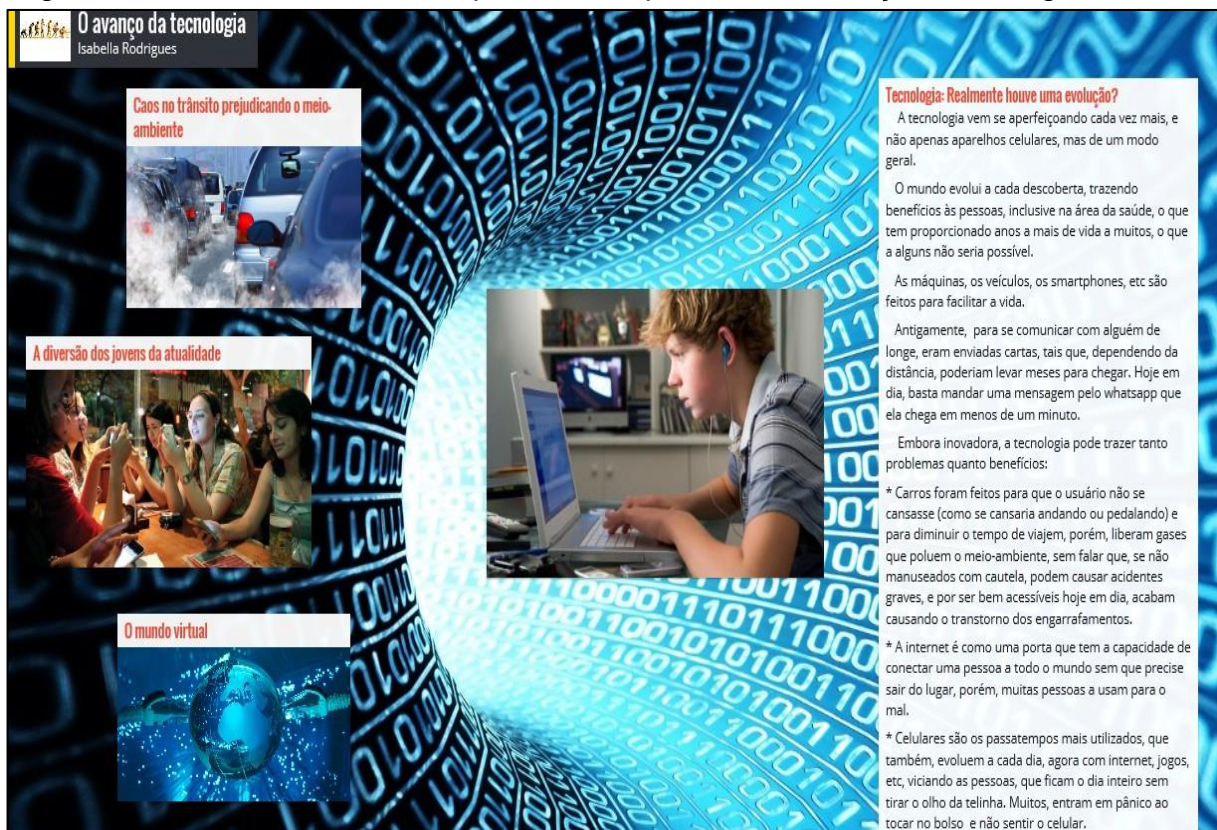 O avanço da tecnologia
Isabella Rodrigues
Caos no trânsito prejudicando o meio-
ambiente
A diversão dos jovens da atualidade
O mundo virtual
Tecnologia: Realmente houve uma evolução?
A tecnologia vem se aperfeiçoando cada vez mais, e
não apenas aparelhos celulares, mas de um modo
geral.
O mundo evolui a cada descoberta, trazendo
benefícios às pessoas, inclusive na área da saúde, o que
tem proporcionado anos a mais de vida a muitos, o que
a alguns não seria possível.
As máquinas, os veículos, os smartphones, etc são
feitos para facilitar a vida.
Antigamente, para se comunicar com alguém de
longe, eram enviadas cartas, tais que, dependendo da
distância, poderiam levar meses para chegar. Hoje em
dia, basta mandar uma mensagem pelo whatsapp que
ela chega em menos de um minuto.
Embora inovadora, a tecnologia pode trazer tanto
problemas quanto benefícios:
* Carros foram feitos para que o usuário não se
cansasse (como se cansaria andando ou pedalando) e
para diminuir o tempo de viajem, porém, liberam gases
que poluem o meio-ambiente, sem falar que, se não
manuseados com cautela, podem causar acidentes
graves, e por ser bem acessíveis hoje em dia, acabam
causando o transtorno dos engarrafamentos.
* A internet é como uma porta que tem a capacidade de
conectar uma pessoa a todo o mundo sem que precise
sair do lugar, porém, muitas pessoas a usam para o
mal.
* Celulares são os passatempos mais utilizados, que
também, evoluem a cada dia, agora com internet, jogos,
etc, viciando as pessoas, que ficam o dia inteiro sem
tirar o olho da telinha. Muitos, entram em pânico ao
tocar no bolso e não sentir o celular.